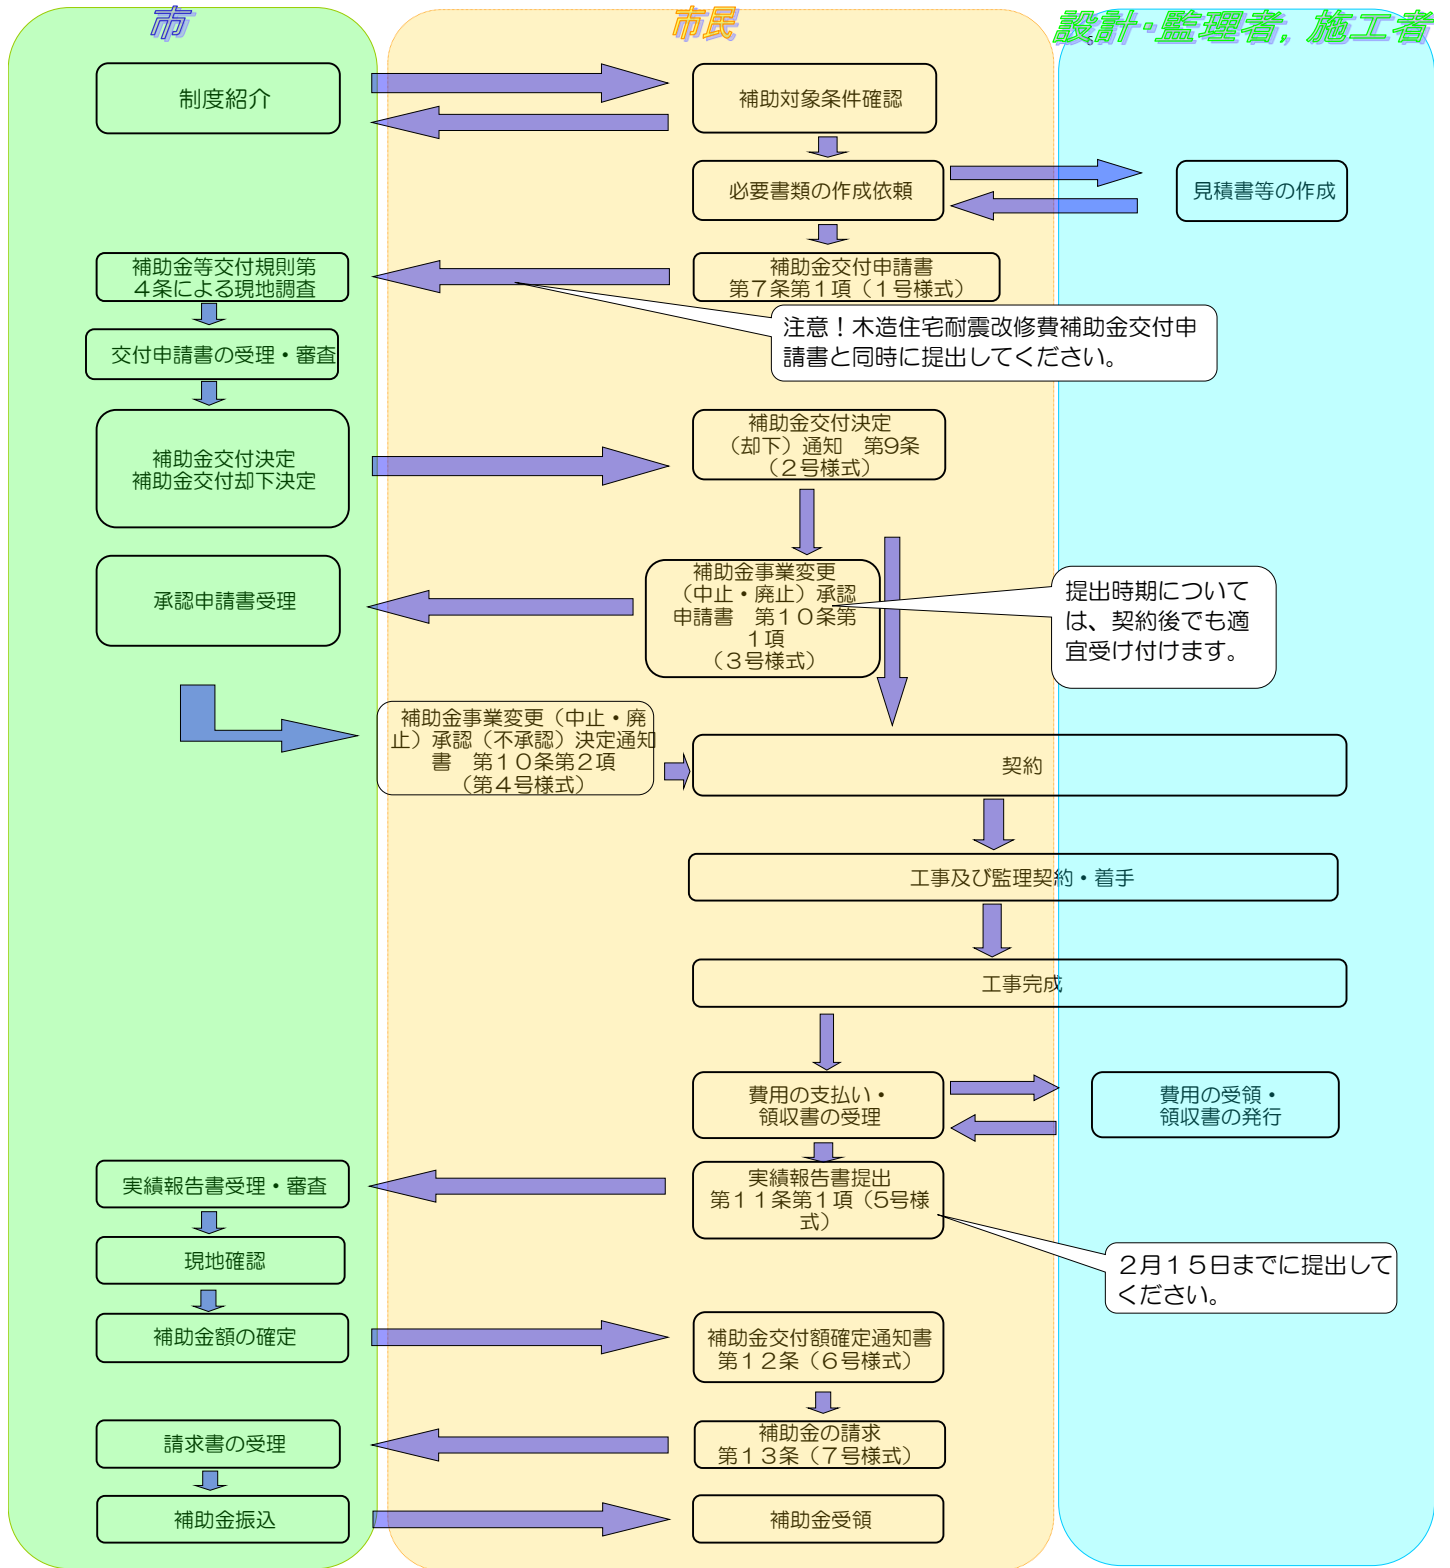 市
市民
設計・監理者, 施工者
5
制度紹介
補助対象条件確認
必要書類の作成依頼
見積書等の作成
補助金等交付規則第
４条による現地調査
補助金交付申請書
第７条第１項（１号様式）
注意！木造住宅耐震改修費補助金交付申
請書と同時に提出してください。
交付申請書の受理・審査
補助金交付決定
補助金交付却下決定
補助金交付決定
（却下）通知　第9条
（２号様式）
承認申請書受理
補助金事業変更
（中止・廃止）承認
申請書　第１０条第
１項
（３号様式）
提出時期について
は、契約後でも適
宜受け付けます。
補助金事業変更（中止・廃
止）承認（不承認）決定通知
書　第１０条第２項
（第４号様式）
契約
工事及び監理契約・着手
工事完成
費用の支払い・
領収書の受理
費用の受領・
領収書の発行
実績報告書受理・審査
実績報告書提出
第１１条第１項（5号様
式）
２月１５日までに提出して
ください。
現地確認
補助金額の確定
補助金交付額確定通知書
第１２条（６号様式）
請求書の受理
補助金の請求
第１３条（７号様式）
補助金振込
補助金受領